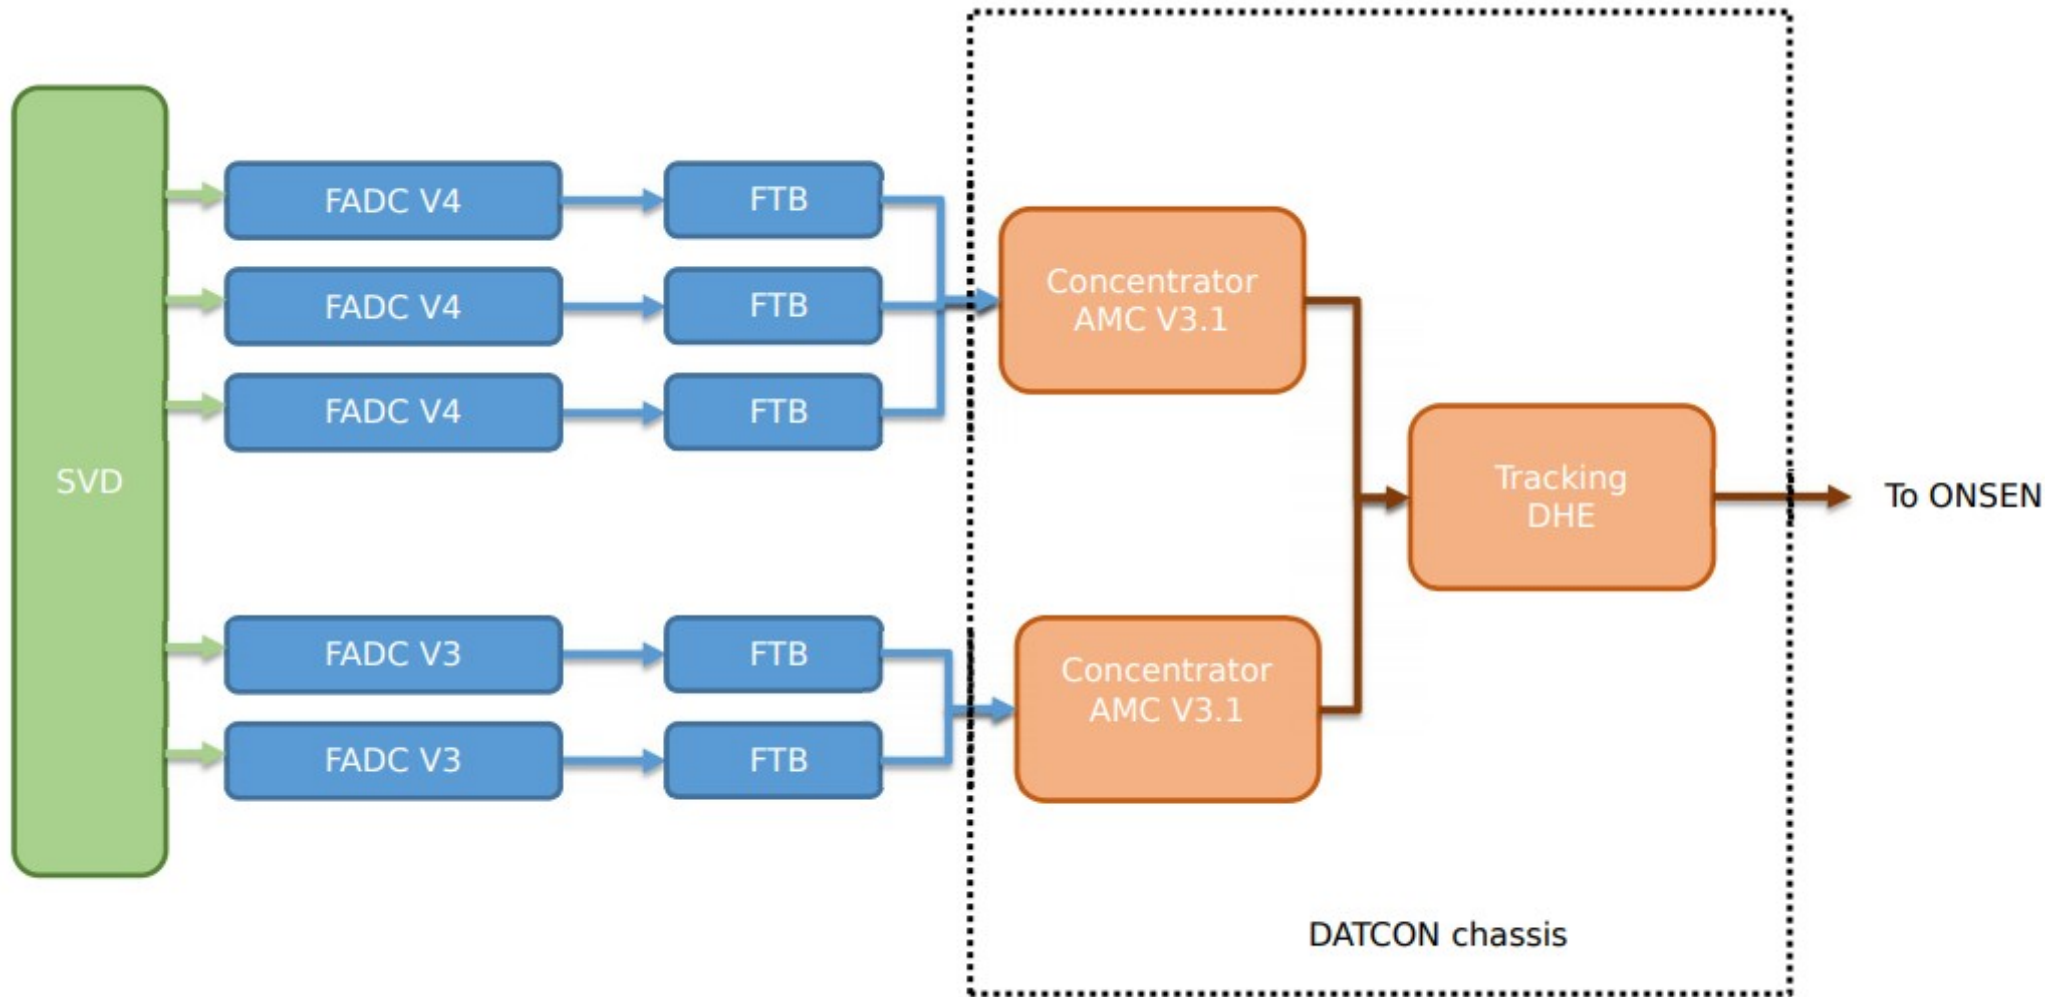 SVD
FADC V4
FTB
FADC V4
FTB
FADC V4
FTB
FADC V3
FTB
FADC V3
FTB
Concentrator
AMC V3.1
Concentrator
AMC V3.1
Tracking
DHE
To ONSEN
DATCON chassis